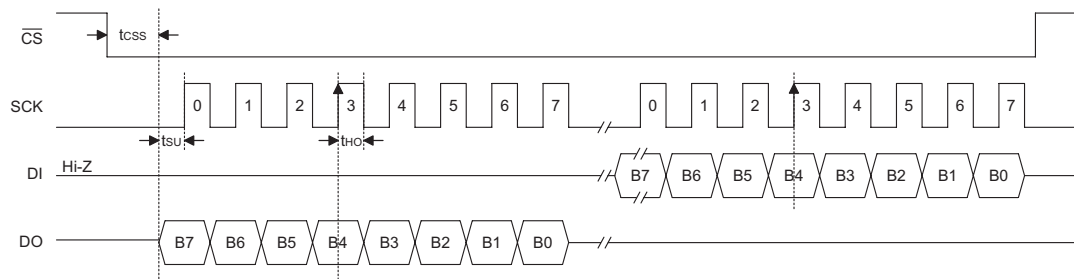 CS
tCSS
SCK
0 1 2 3 4 5 6 7 0 1 2 3 4 5 6 7
tSU
tHO
DI
Hi-Z
B7 B6 B5 B4 B3 B2 B1 B0
DO
B7 B6 B5 B4 B3 B2 B1 B0